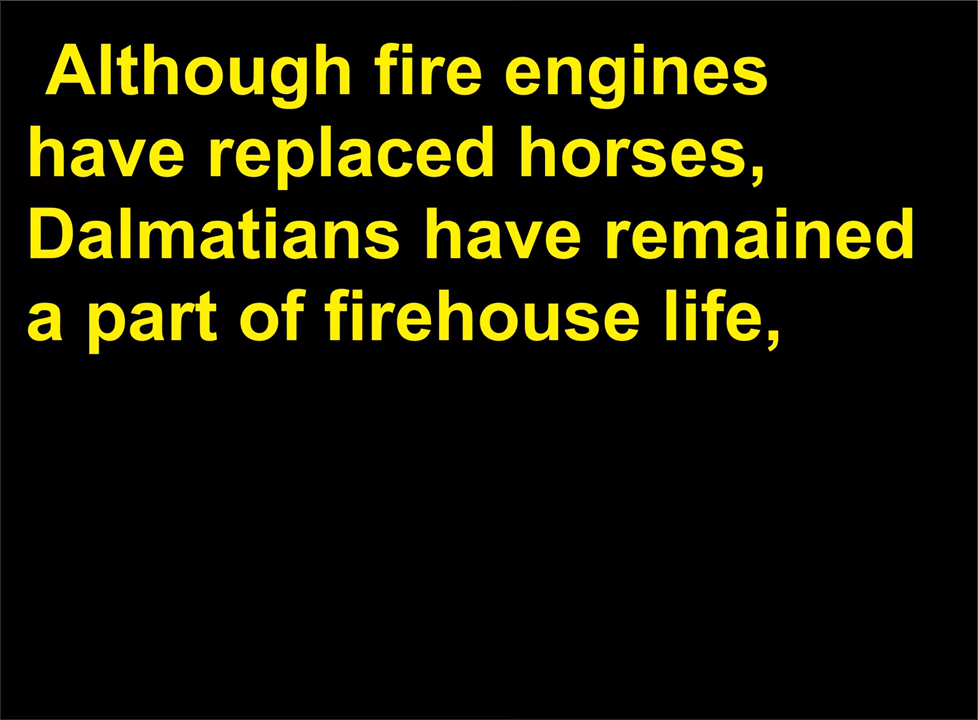 Although fire engines
have replaced horses,
Dalmatians have remained
a part of firehouse life,